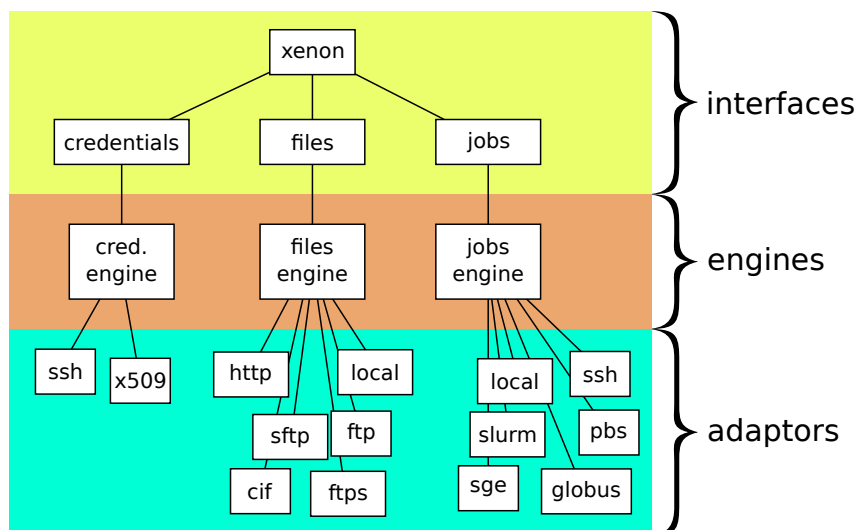 xenon
interfaces
credentials
files
jobs
cred.
engine
files
engine
jobs
engine
engines
ssh
x509
http
local
local
ssh
sftp
ftp
slurm
pbs
adaptors
cif
ftps
sge
globus